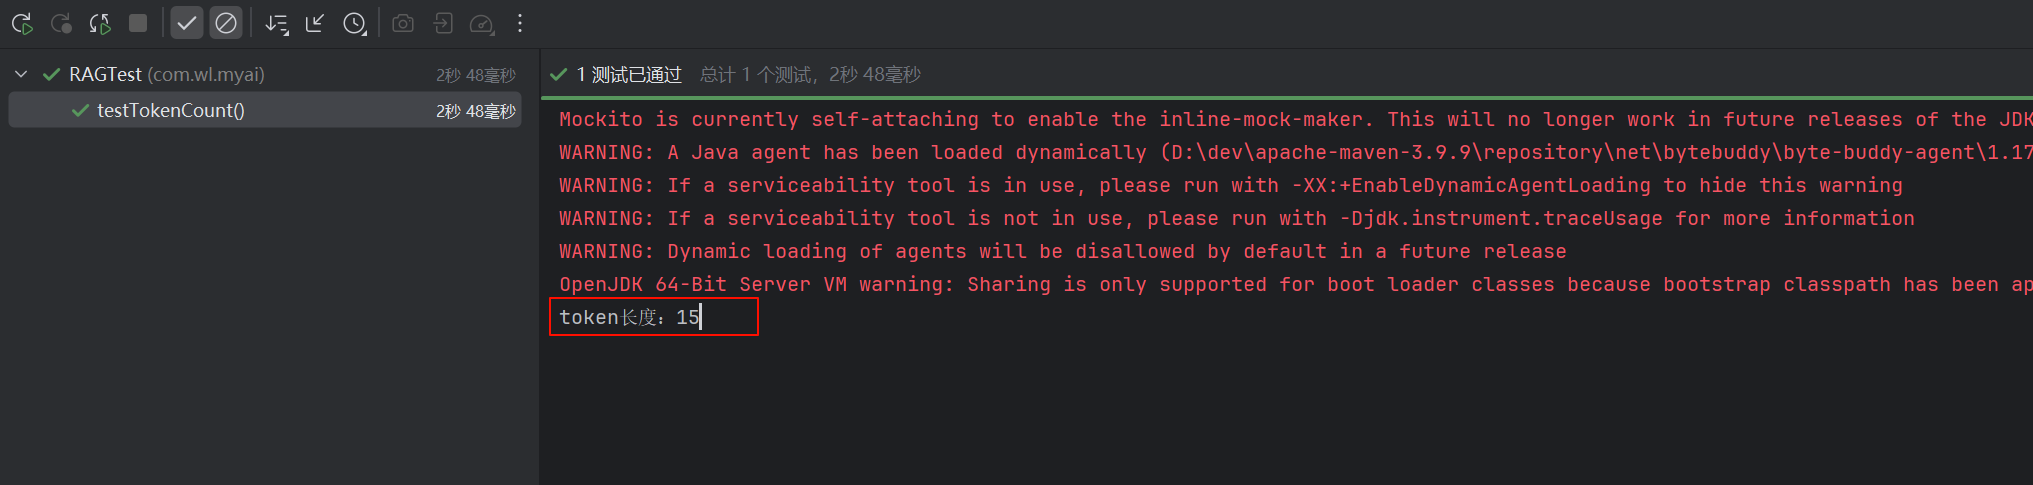 RAGTest (com.wl.myai) 2秒 48毫秒
testTokenCount() 2秒 48毫秒
1 测试已通过 总计 1 个测试，2秒 48毫秒
Mockito is currently self-attaching to enable the inline-mock-maker. This will no longer work in future releases of the JDK
WARNING: A Java agent has been loaded dynamically (D:\dev\apache-maven-3.9.9\repository\net\bytebuddy\byte-buddy-agent\1.17
WARNING: If a serviceability tool is in use, please run with -XX:+EnableDynamicAgentLoading to hide this warning
WARNING: If a serviceability tool is not in use, please run with -Djdk.instrument.traceUsage for more information
WARNING: Dynamic loading of agents will be disallowed by default in a future release
OpenJDK 64-Bit Server VM warning: Sharing is only supported for boot loader classes because bootstrap classpath has been ap
token长度：15